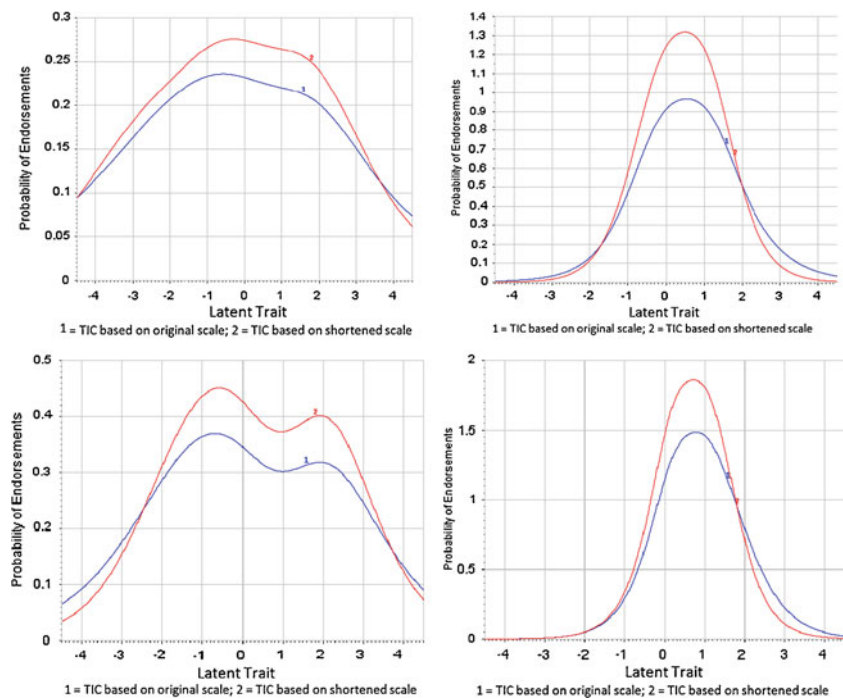 0.3
0.25
0.2
0.15
0.1
0.05
0
Probability of Endorsements
2
1
-4 -3 -2 -1 0 1 2 3 4
Latent Trait
1 = TIC based on original scale; 2 = TIC based on shortened scale
1.4
1.3
1.2
1.1
1
0.9
0.8
0.7
0.6
0.5
0.4
0.3
0.2
0.1
0
Probability of Endorsements
1
2
-4 -3 -2 -1 0 1 2 3 4
Latent Trait
1 = TIC based on original scale; 2 = TIC based on shortened scale
0.5
0.4
0.3
0.2
0.1
0
Probability of Endorsements
2
1
-4 -3 -2 -1 0 1 2 3 4
Latent Trait
1 = TIC based on original scale; 2 = TIC based on shortened scale
2
1.5
1
0.5
0
Probability of Endorsements
1
2
-4 -3 -2 -1 0 1 2 3 4
Latent Trait
1 = TIC based on original scale; 2 = TIC based on shortened scale